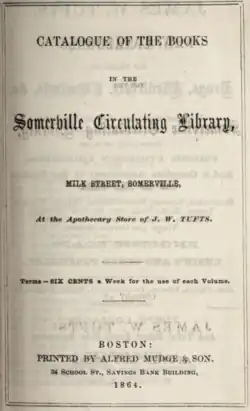 CATALOGUE OF THE BOOKS
IN THE
Somerville Circulating Library,
MILK STREET, SOMERVILLE,
At the Apothecary Store of J. W. TUFTS.
Terms — SIX CENTS a Week for the use of each Volume.
BOSTON:
PRINTED BY ALFRED MUDGE & SON.
34 SCHOOL ST., SAVINGS BANK BUILDING,
1864.